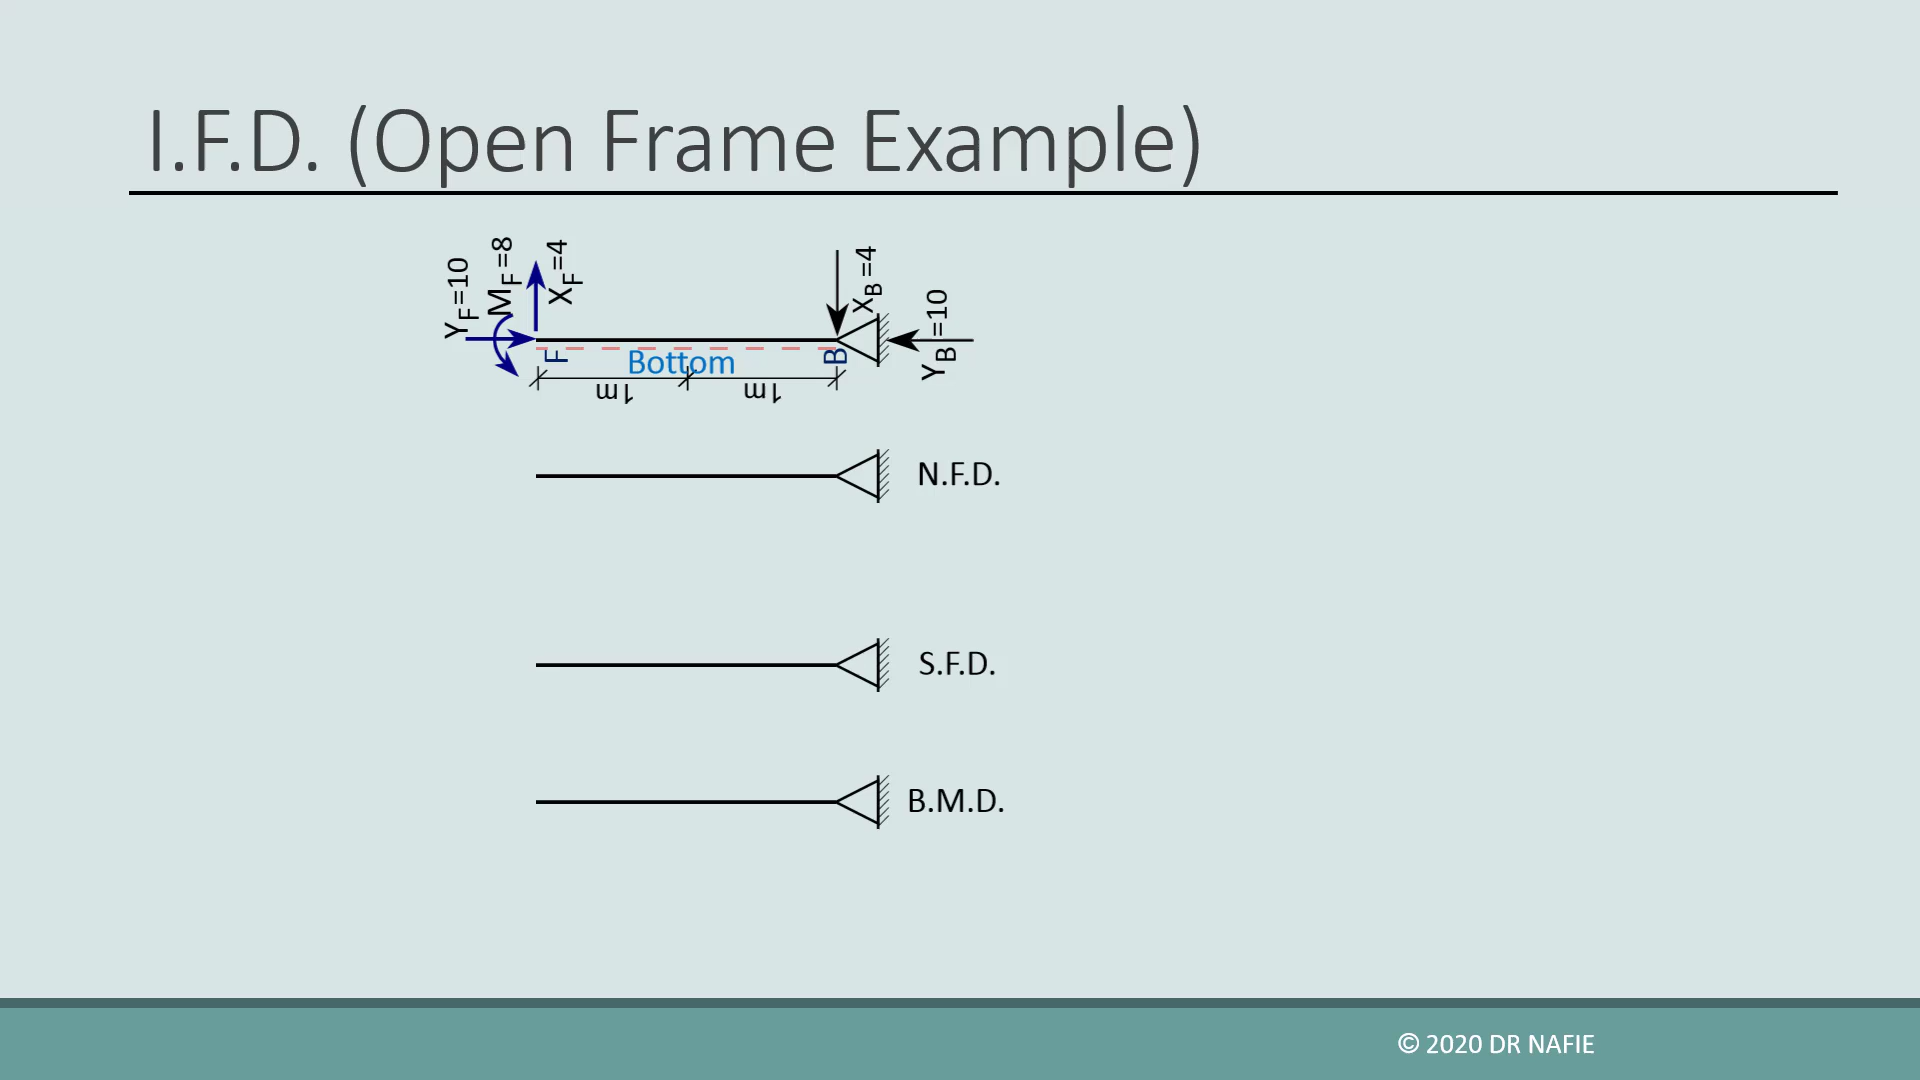 I.F.D. (Open Frame Example)
YF=10
MF=8
XF=4
XB=4
YB=10
F
Bottom
B
1m
1m
N.F.D.
S.F.D.
B.M.D.
© 2020 DR NAFIE